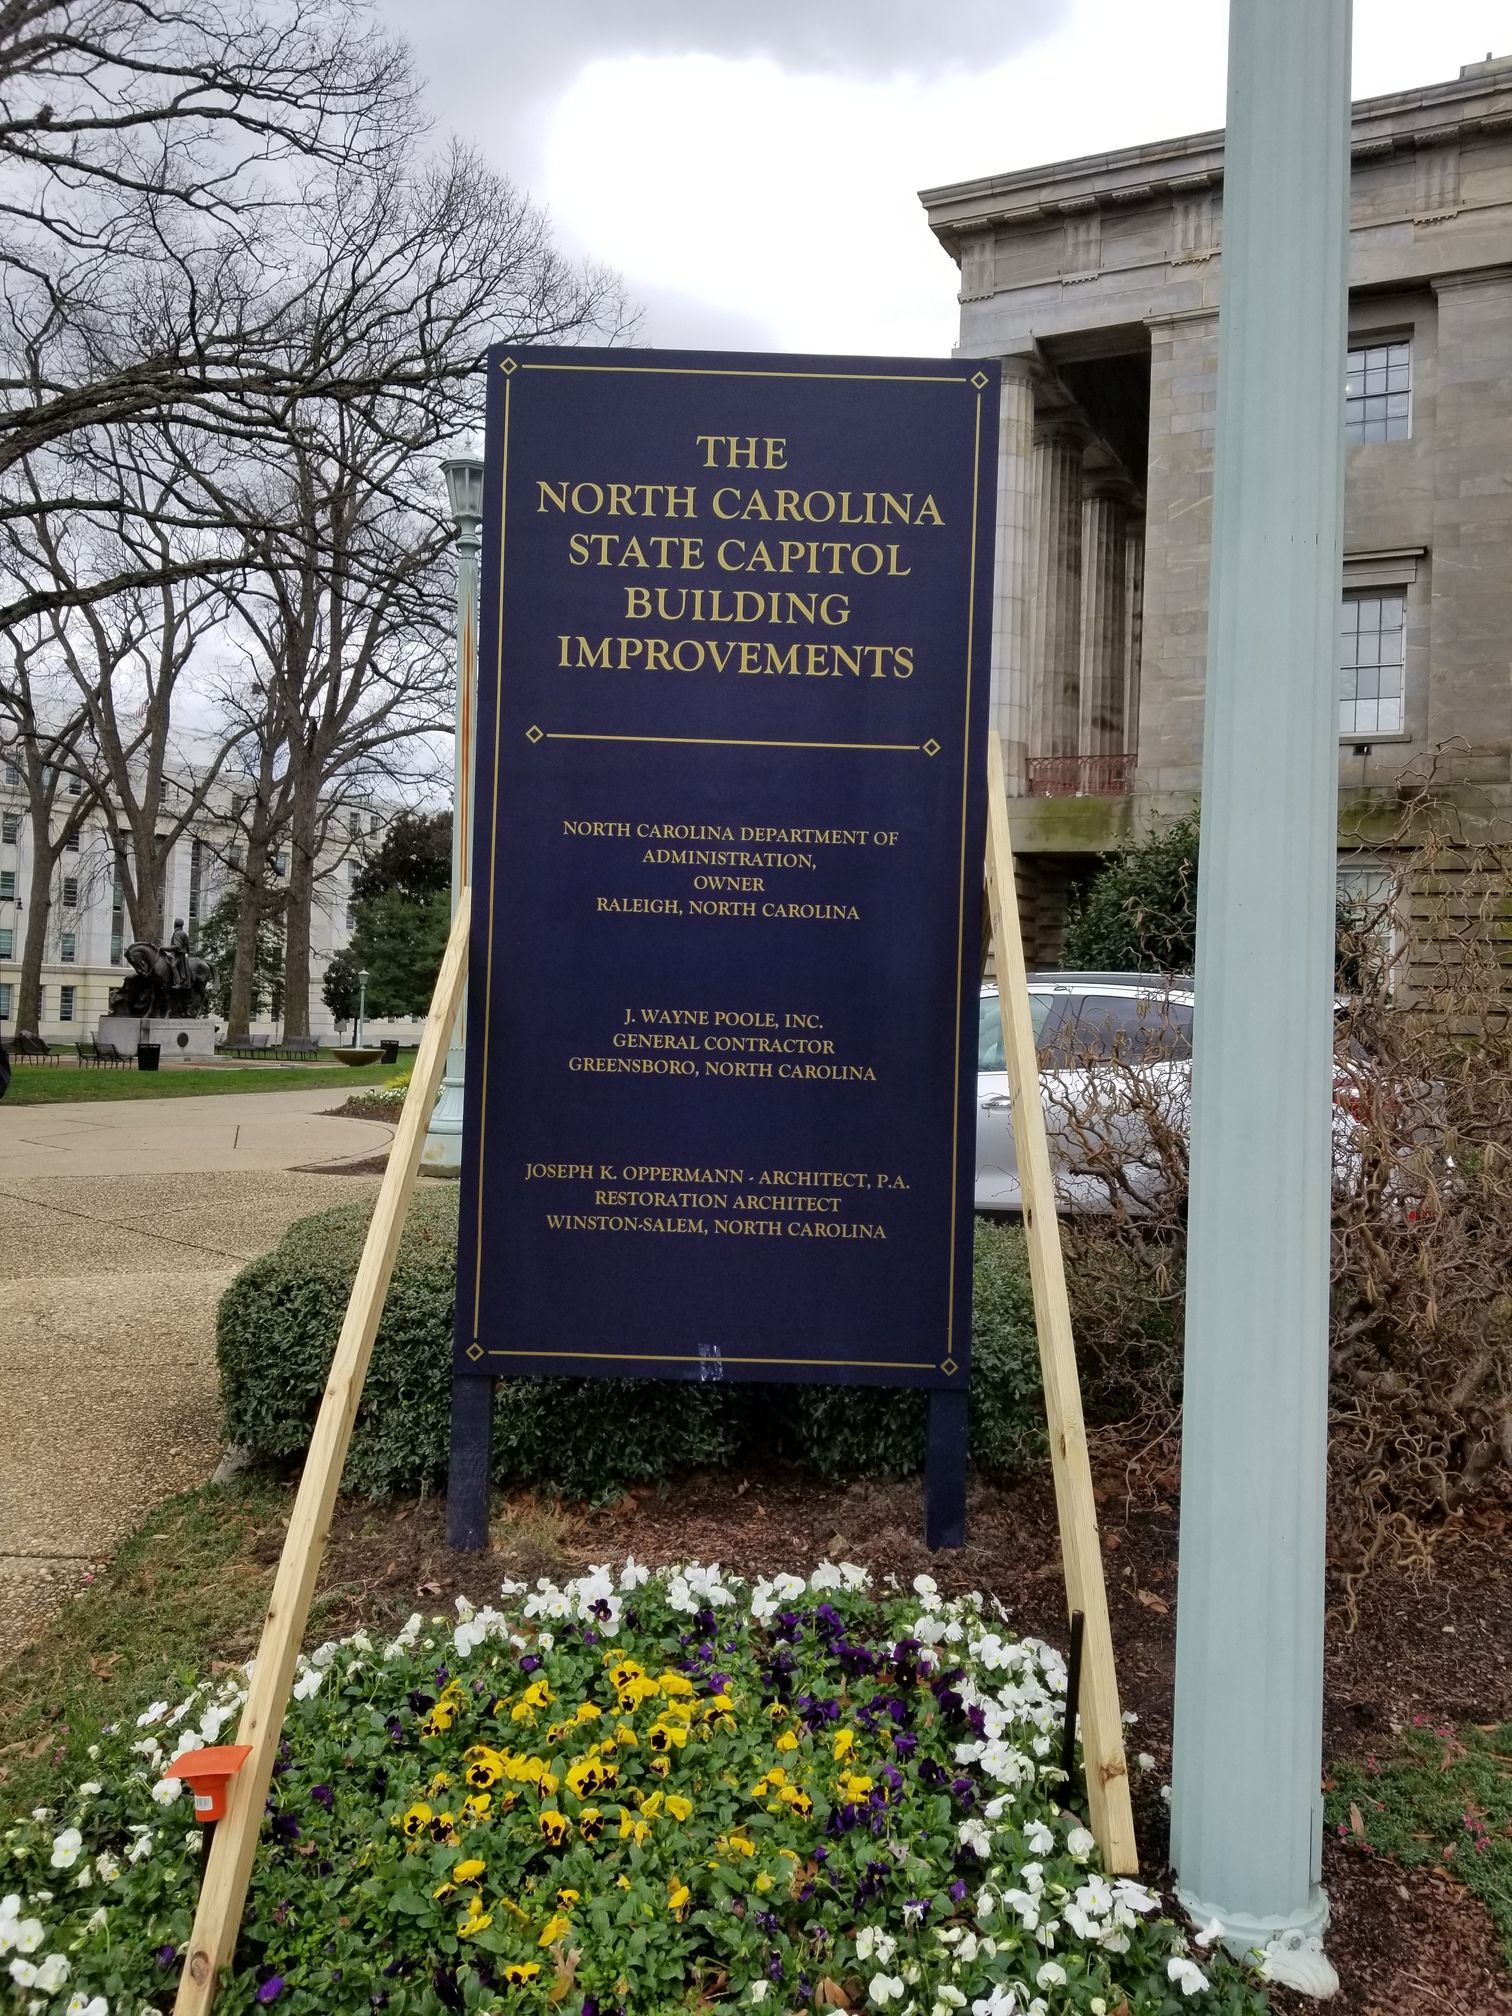 THE
NORTH CAROLINA
STATE CAPITOL
BUILDING
IMPROVEMENTS
NORTH CAROLINA DEPARTMENT OF
ADMINISTRATION,
OWNER
RALEIGH, NORTH CAROLINA
J. WAYNE POOLE, INC.
GENERAL CONTRACTOR
GREENSBORO, NORTH CAROLINA
JOSEPH K. OPPERMANN - ARCHITECT, P.A.
RESTORATION ARCHITECT
WINSTON-SALEM, NORTH CAROLINA